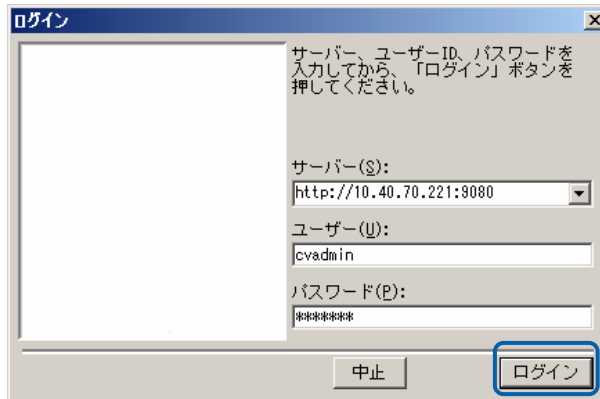 ログイン
サーバー、ユーザーID、パスワードを
入力してから、「ログイン」ボタンを
押してください。
サーバー(S):
http://10.40.70.221:9080
ユーザー(U):
cvadmin
パスワード(P):
*******
中止
ログイン